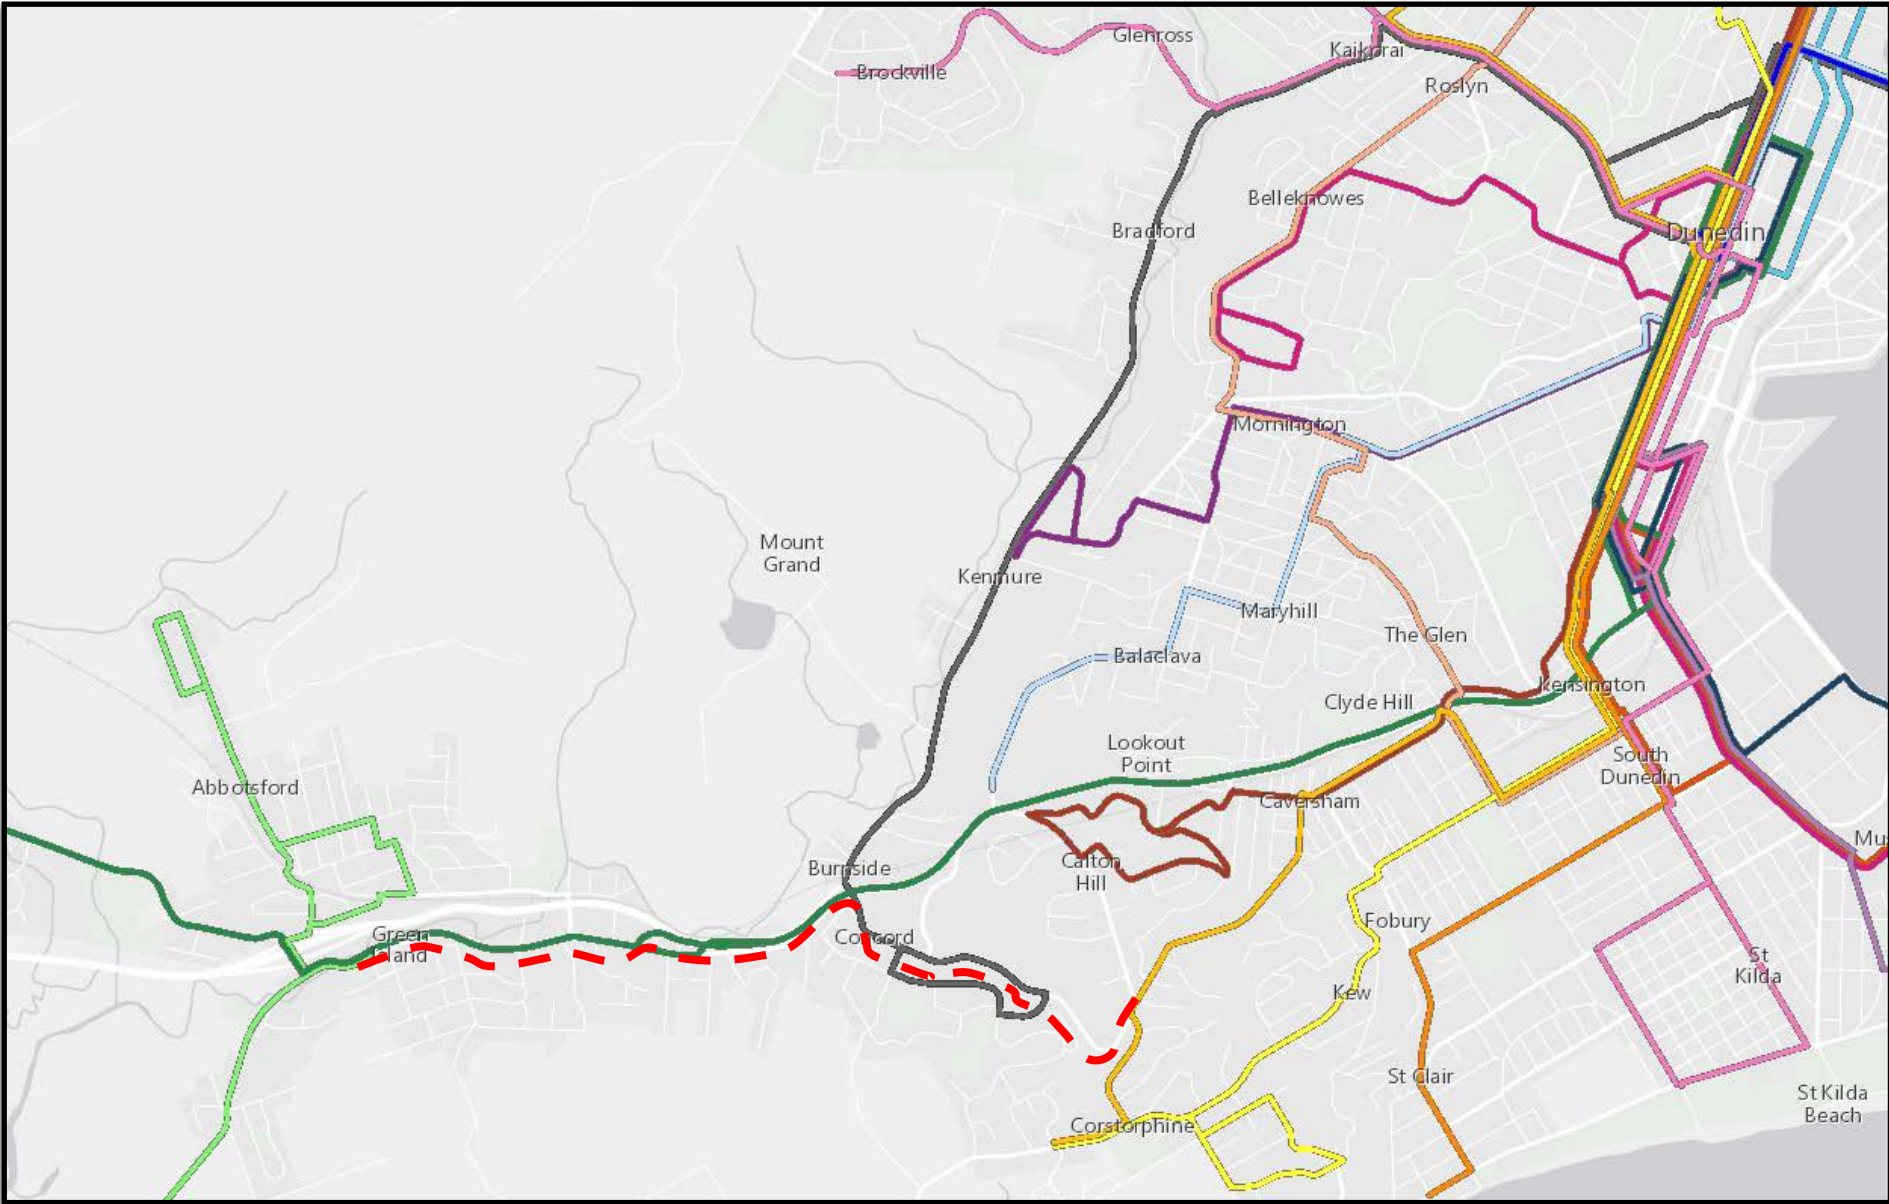 Glenross
Kaikorai
Brockville
Roslyn
Belleknowes
Bradford
Dunedin
Mornington
Mount
Grand
Kenmure
Maryhill
The Glen
Balaclava
Kensington
Clyde Hill
Lookout
Point
South
Dunedin
Abbotsford
Caversham
Mu
Burnside
Calton
Hill
Fobury
Green
Island
Concord
St
Kilda
Kew
St Clair
St Kilda
Beach
Corstorphine